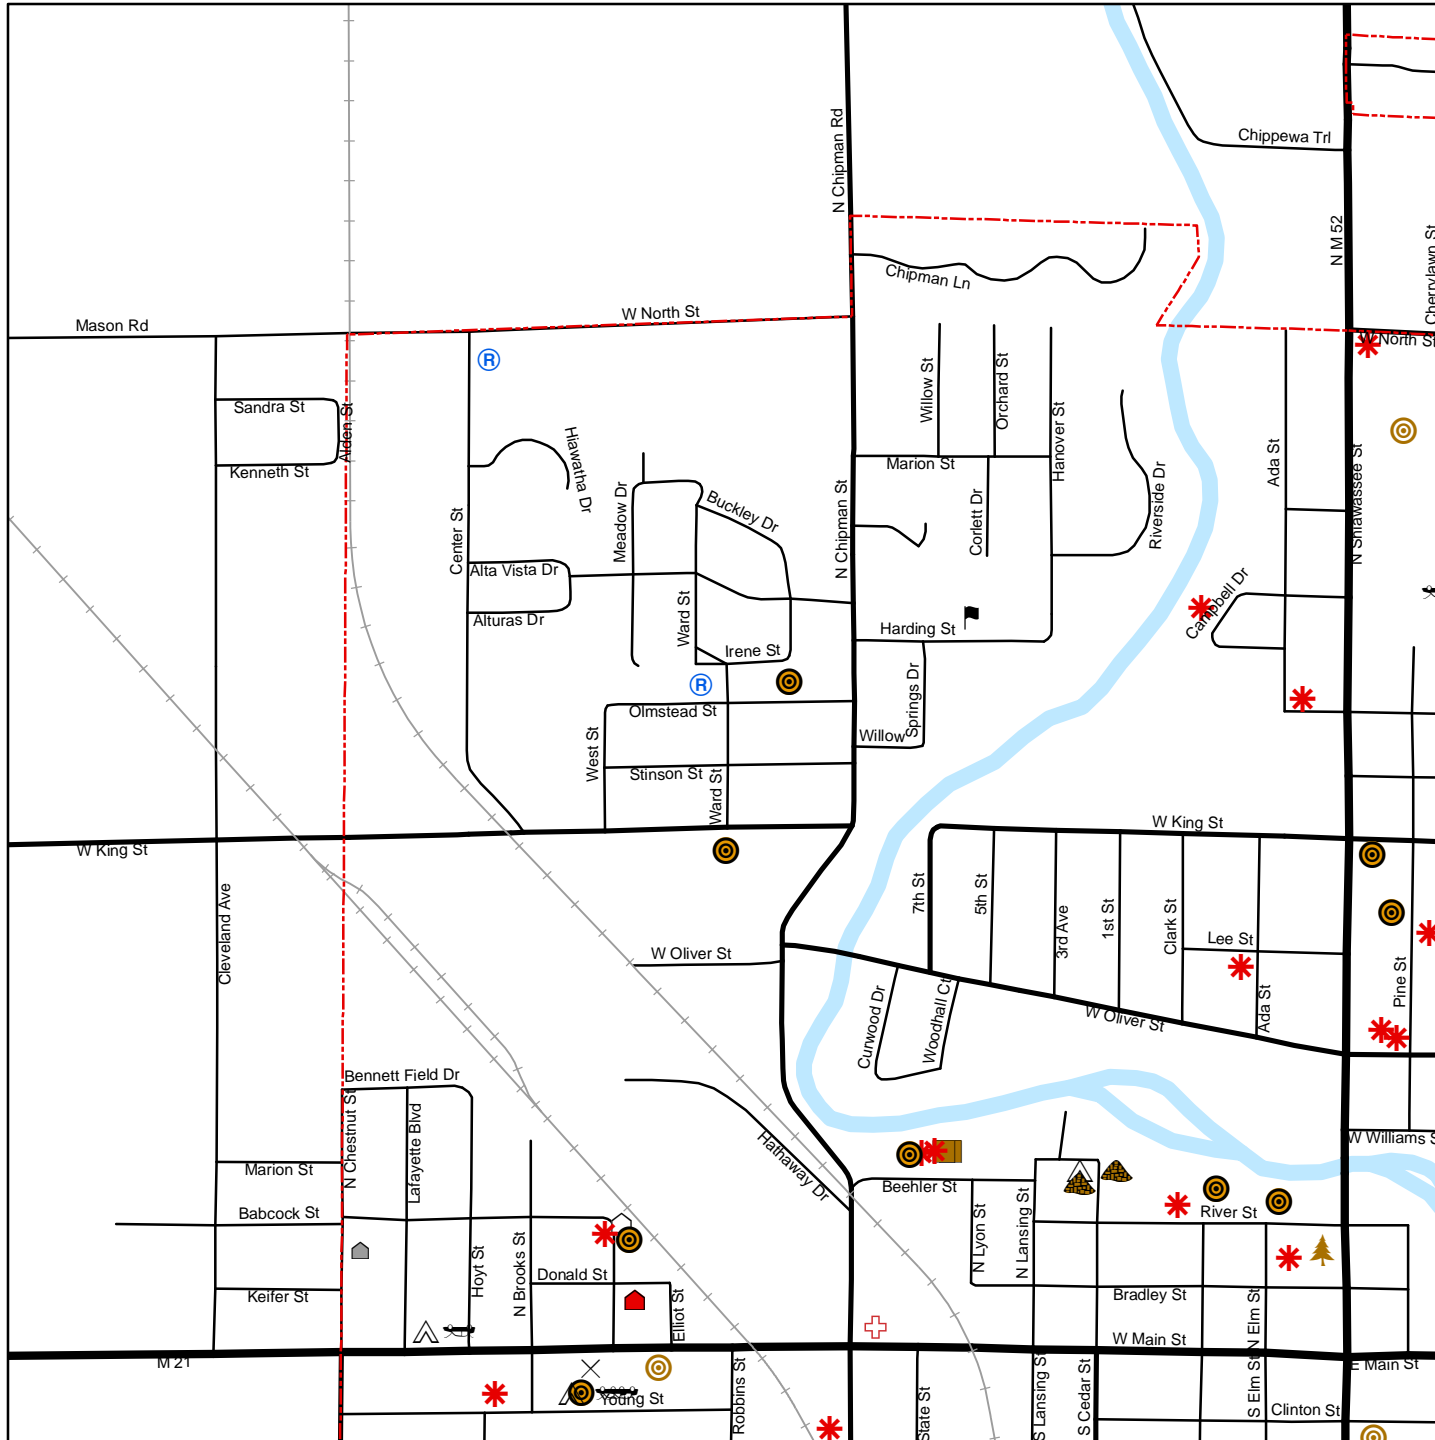 Chippewa Trl
N Chipman Rd
N M 52
Cherrylawn St
Chipman Ln
W North St
Mason Rd
W North St
R
Sandra St
Alden St
Kenneth St
Willow St
Orchard St
Hanover St
Hiawatha Dr
Marion St
Ada St
N Shiawassee St
Riverside Dr
Meadow Dr
Buckley Dr
N Chipman St
Corlett Dr
Center St
Alta Vista Dr
Alturas Dr
Ward St
Campbell Dr
Harding St
Irene St
R
Springs Dr
Olmstead St
Willow
West St
Stinson St
Ward St
W King St
W King St
Cleveland Ave
7th St
5th St
3rd Ave
1st St
Clark St
Lee St
W Oliver St
Pine St
Ada St
Curwood Dr
Woodhall Ct
W Oliver St
Bennett Field Dr
N Chestnut St
Lafayette Blvd
Hathaway Dr
W Williams S
Marion St
Beehler St
Babcock St
N Lyon St
N Lansing St
River St
Hoyt St
N Brooks St
Donald St
Keifer St
Elliot St
Bradley St
N Elm St
W Main St
M 21
E Main St
Young St
Robbins St
State St
S Lansing St
S Cedar St
S Elm St
Clinton St